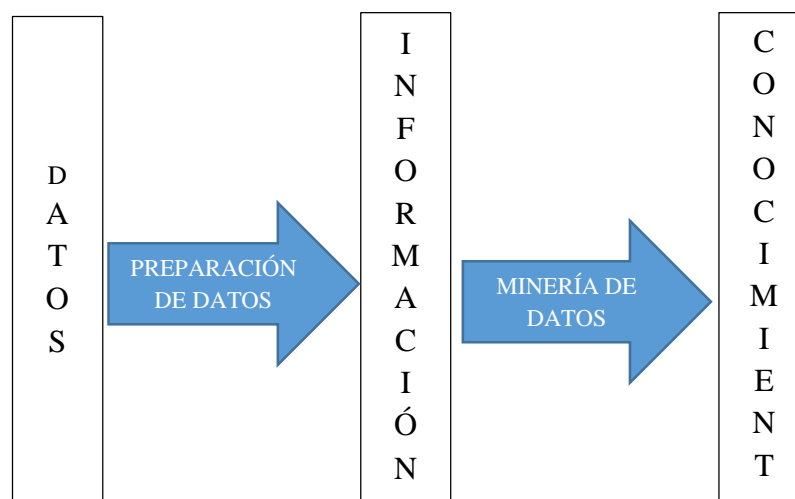 DATOS
PREPARACIÓN
DE DATOS
INFORMACIÓN
MINERÍA DE
DATOS
CONOCIMIENT